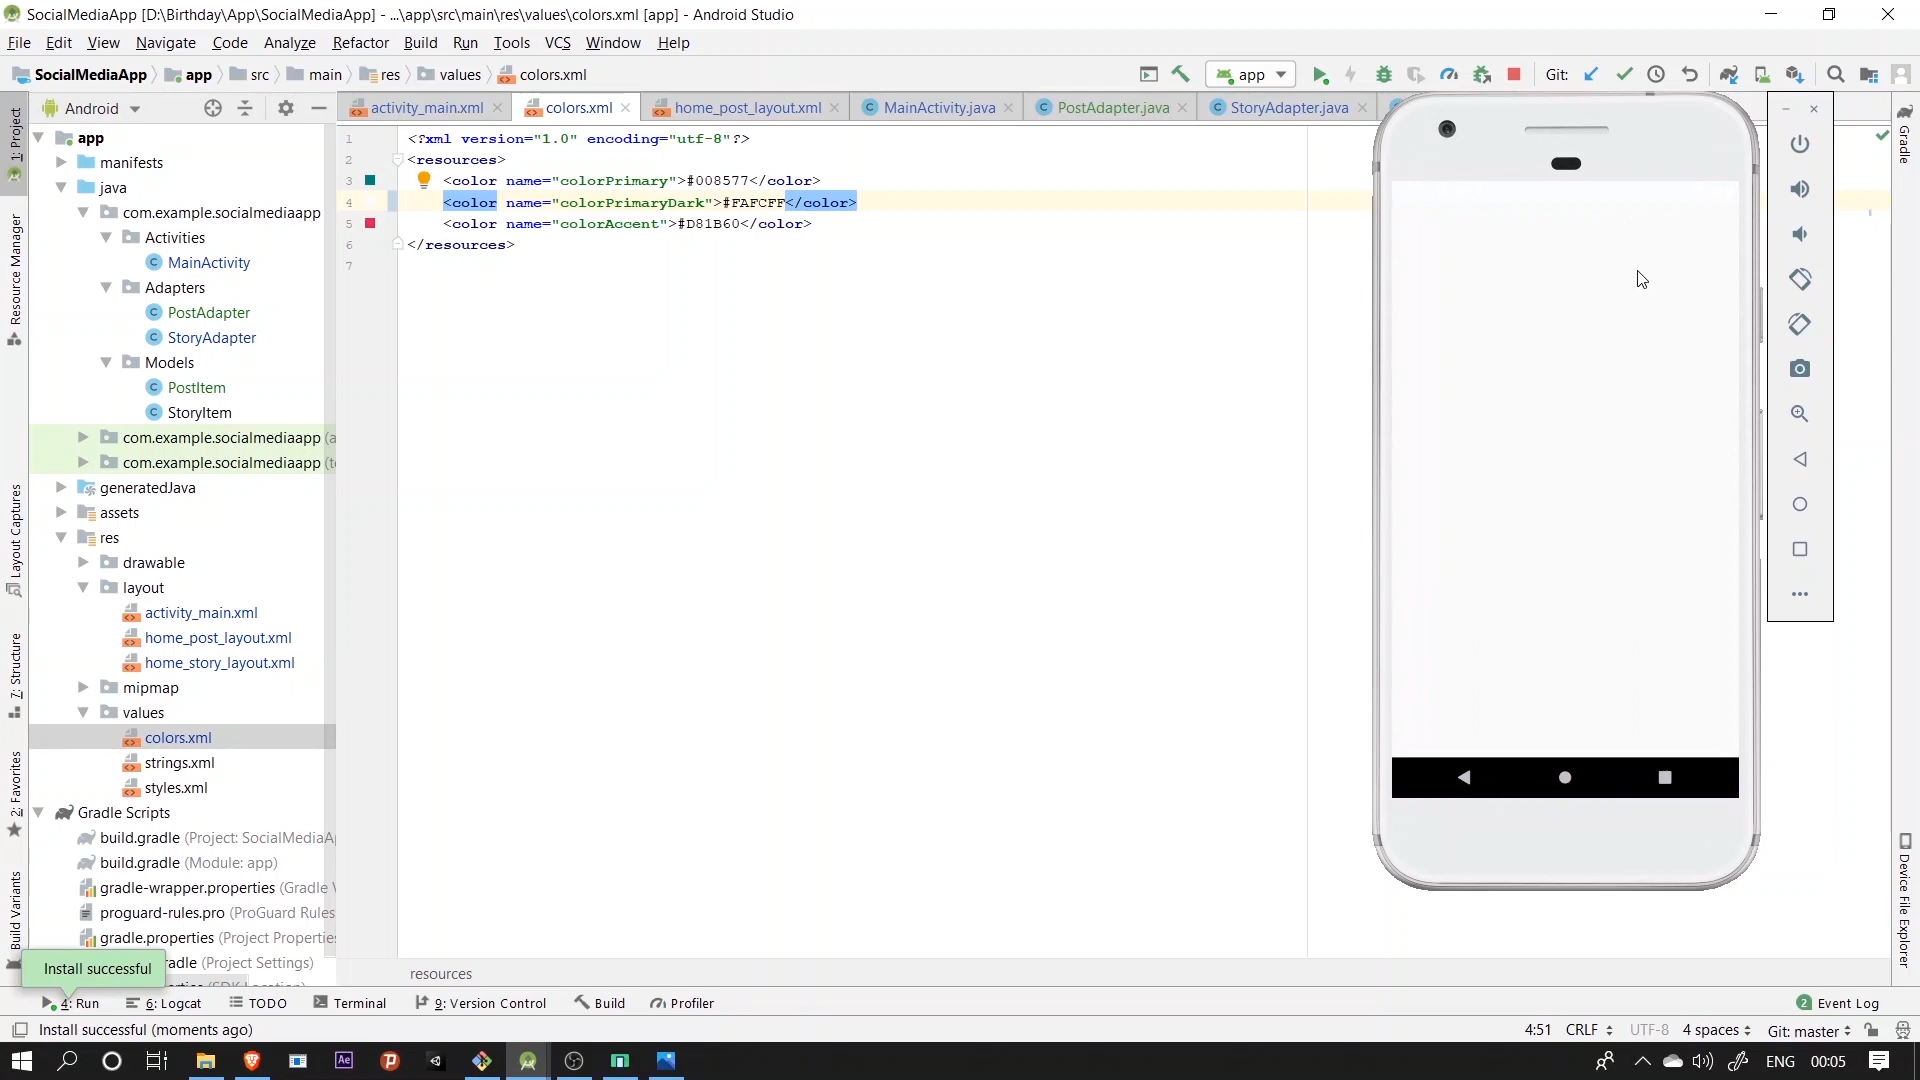 SocialMediaApp [D:\Birthday\App\SocialMediaApp] - ...\app\src\main\res\values\colors.xml [app] - Android Studio
File Edit View Navigate Code Analyze Refactor Build Run Tools VCS Window Help
SocialMediaApp app src main res values colors.xml app Git:
Android activity_main.xml colors.xml home_post_layout.xml MainActivity.java PostAdapter.java StoryAdapter.java
1: Project
Resource Manager
Layout Captures
7: Structure
2: Favorites
Build Variants
app
manifests
java
com.example.socialmediaapp
Activities
MainActivity
Adapters
PostAdapter
StoryAdapter
Models
PostItem
StoryItem
com.example.socialmediaapp (a
com.example.socialmediaapp (t
generatedJava
assets
res
drawable
layout
activity_main.xml
home_post_layout.xml
home_story_layout.xml
mipmap
values
colors.xml
strings.xml
styles.xml
Gradle Scripts
build.gradle (Project: SocialMediaA
build.gradle (Module: app)
gradle-wrapper.properties (Gradle
proguard-rules.pro (ProGuard Rules
gradle.properties (Project Properties
radle (Project Settings)
Install successful
1 <?xml version="1.0" encoding="utf-8"?>
2 <resources>
3 <color name="colorPrimary">#008577</color>
4 <color name="colorPrimaryDark">#FAFCFF</color>
5 <color name="colorAccent">#D81B60</color>
6 </resources>
7
resources
Gradle
Device File Explorer
4: Run 6: Logcat TODO Terminal 9: Version Control Build Profiler 2 Event Log
Install successful (moments ago) 4:51 CRLF UTF-8 4 spaces Git: master
Ae ENG 00:05